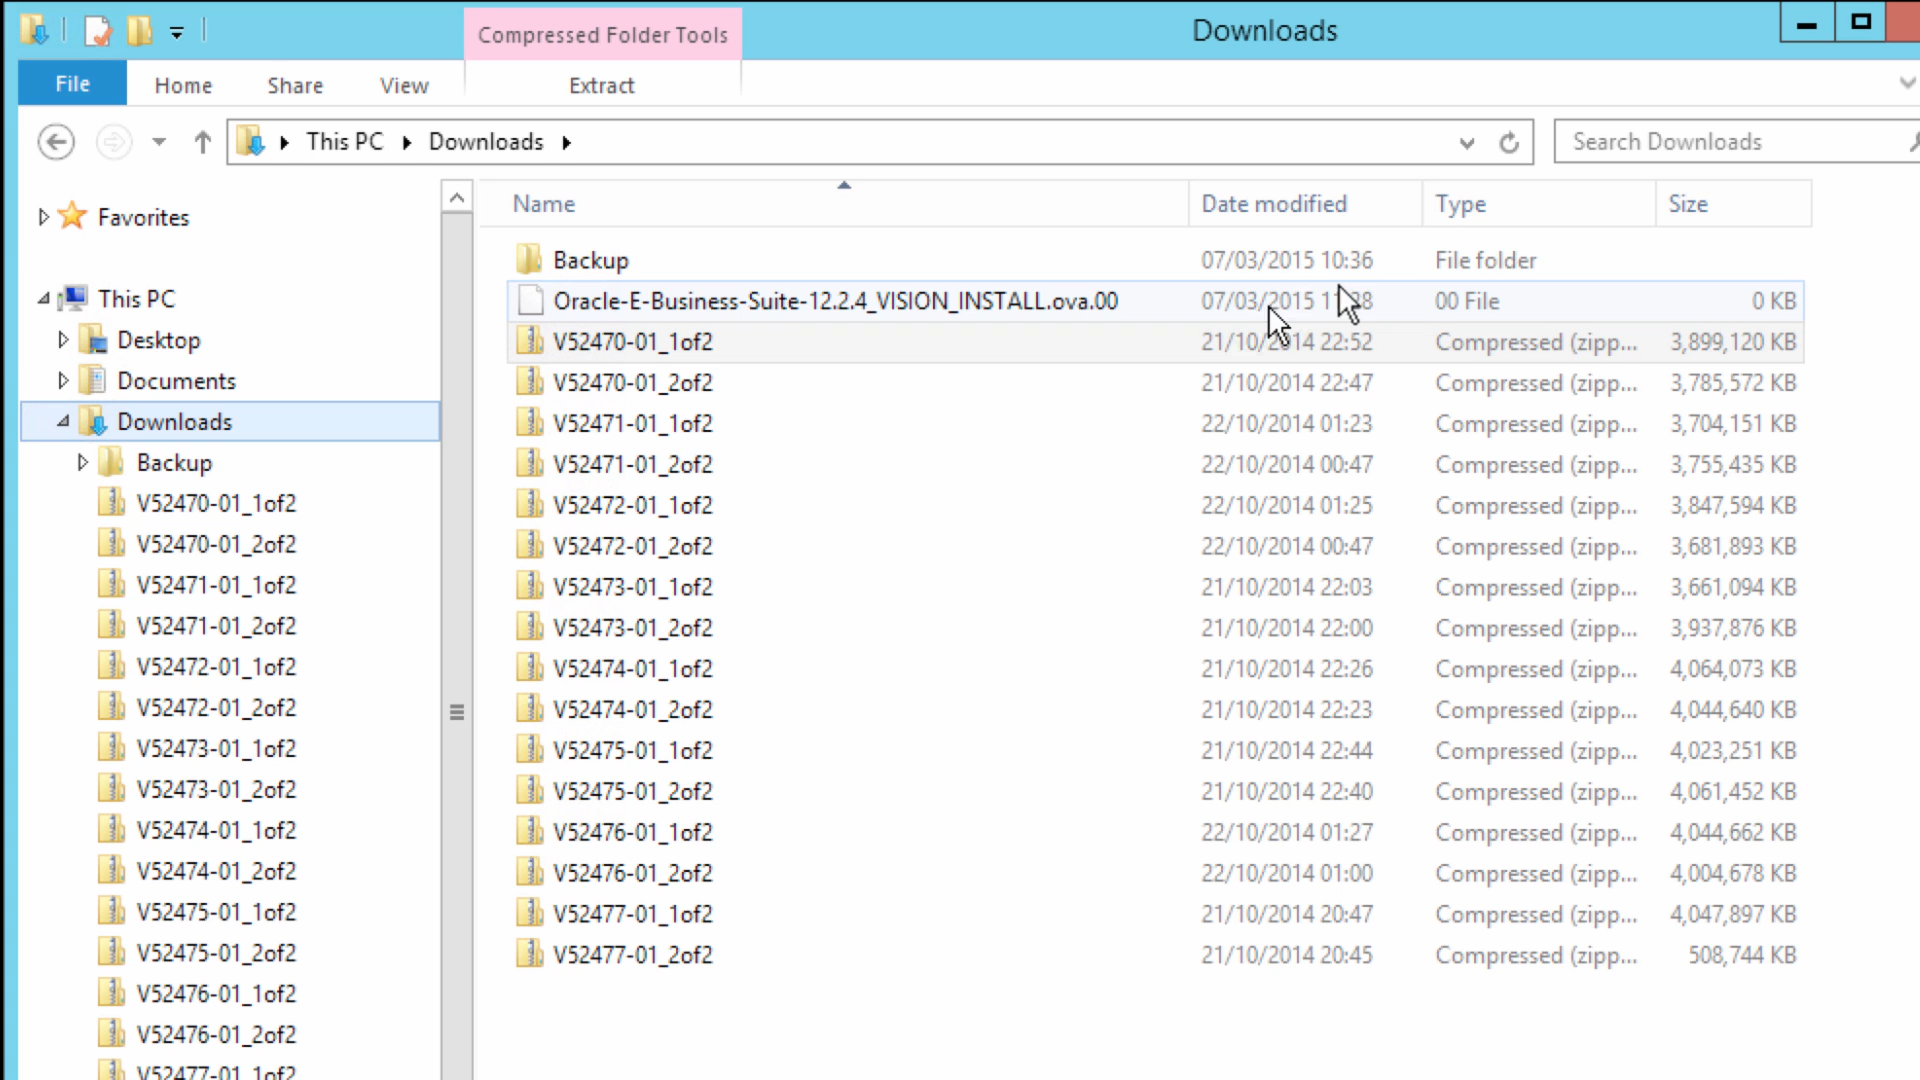 Compressed Folder Tools
Downloads
File Home Share View Extract
This PC Downloads
Search Downloads
Favorites
This PC
Desktop
Documents
Downloads
Backup
V52470-01_1of2
V52470-01_2of2
V52471-01_1of2
V52471-01_2of2
V52472-01_1of2
V52472-01_2of2
V52473-01_1of2
V52473-01_2of2
V52474-01_1of2
V52474-01_2of2
V52475-01_1of2
V52475-01_2of2
V52476-01_1of2
V52476-01_2of2
V52477-01_1of2
Name Date modified Type Size
Backup 07/03/2015 10:36 File folder
Oracle-E-Business-Suite-12.2.4_VISION_INSTALL.ova.00 07/03/2015 00 File 0 KB
V52470-01_1of2 21/10/2014 22:52 Compressed (zipp... 3,899,120 KB
V52470-01_2of2 21/10/2014 22:47 Compressed (zipp... 3,785,572 KB
V52471-01_1of2 22/10/2014 01:23 Compressed (zipp... 3,704,151 KB
V52471-01_2of2 22/10/2014 00:47 Compressed (zipp... 3,755,435 KB
V52472-01_1of2 22/10/2014 01:25 Compressed (zipp... 3,847,594 KB
V52472-01_2of2 22/10/2014 00:47 Compressed (zipp... 3,681,893 KB
V52473-01_1of2 21/10/2014 22:03 Compressed (zipp... 3,661,094 KB
V52473-01_2of2 21/10/2014 22:00 Compressed (zipp... 3,937,876 KB
V52474-01_1of2 21/10/2014 22:26 Compressed (zipp... 4,064,073 KB
V52474-01_2of2 21/10/2014 22:23 Compressed (zipp... 4,044,640 KB
V52475-01_1of2 21/10/2014 22:44 Compressed (zipp... 4,023,251 KB
V52475-01_2of2 21/10/2014 22:40 Compressed (zipp... 4,061,452 KB
V52476-01_1of2 22/10/2014 01:27 Compressed (zipp... 4,044,662 KB
V52476-01_2of2 22/10/2014 01:00 Compressed (zipp... 4,004,678 KB
V52477-01_1of2 21/10/2014 20:47 Compressed (zipp... 4,047,897 KB
V52477-01_2of2 21/10/2014 20:45 Compressed (zipp... 508,744 KB